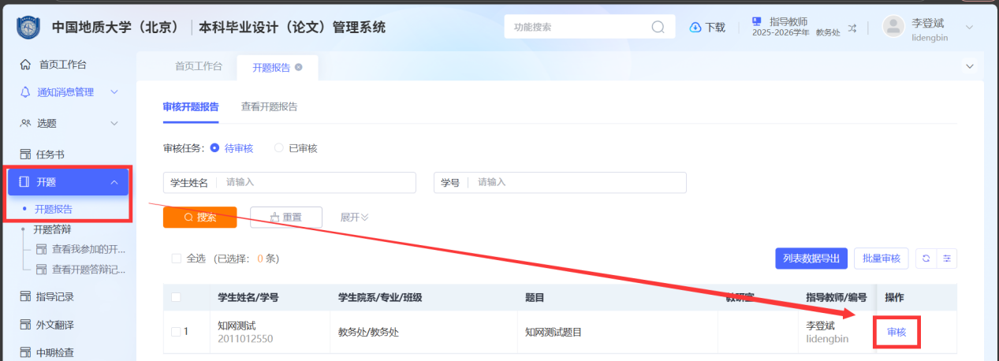 中国地质大学（北京） 本科毕业设计（论文）管理系统
功能搜索
下载
指导教师
2025-2026学年 教务处
李登斌
lidengbin
首页工作台
通知消息管理
选题
任务书
开题
开题报告
开题答辩
查看我参加的开...
查看开题答辩记...
指导记录
外文翻译
中期检查
首页工作台 开题报告
审核开题报告 查看开题报告
审核任务： 待审核 已审核
学生姓名 请输入 学号 请输入
搜索 重置 展开
全选 (已选择： 0 条) 列表数据导出 批量审核
学生姓名/学号 学生院系/专业/班级 题目 教研室 指导教师/编号 操作
1 知网测试 教务处/教务处 知网测试题目 李登斌 审核
2011012550 lidengbin